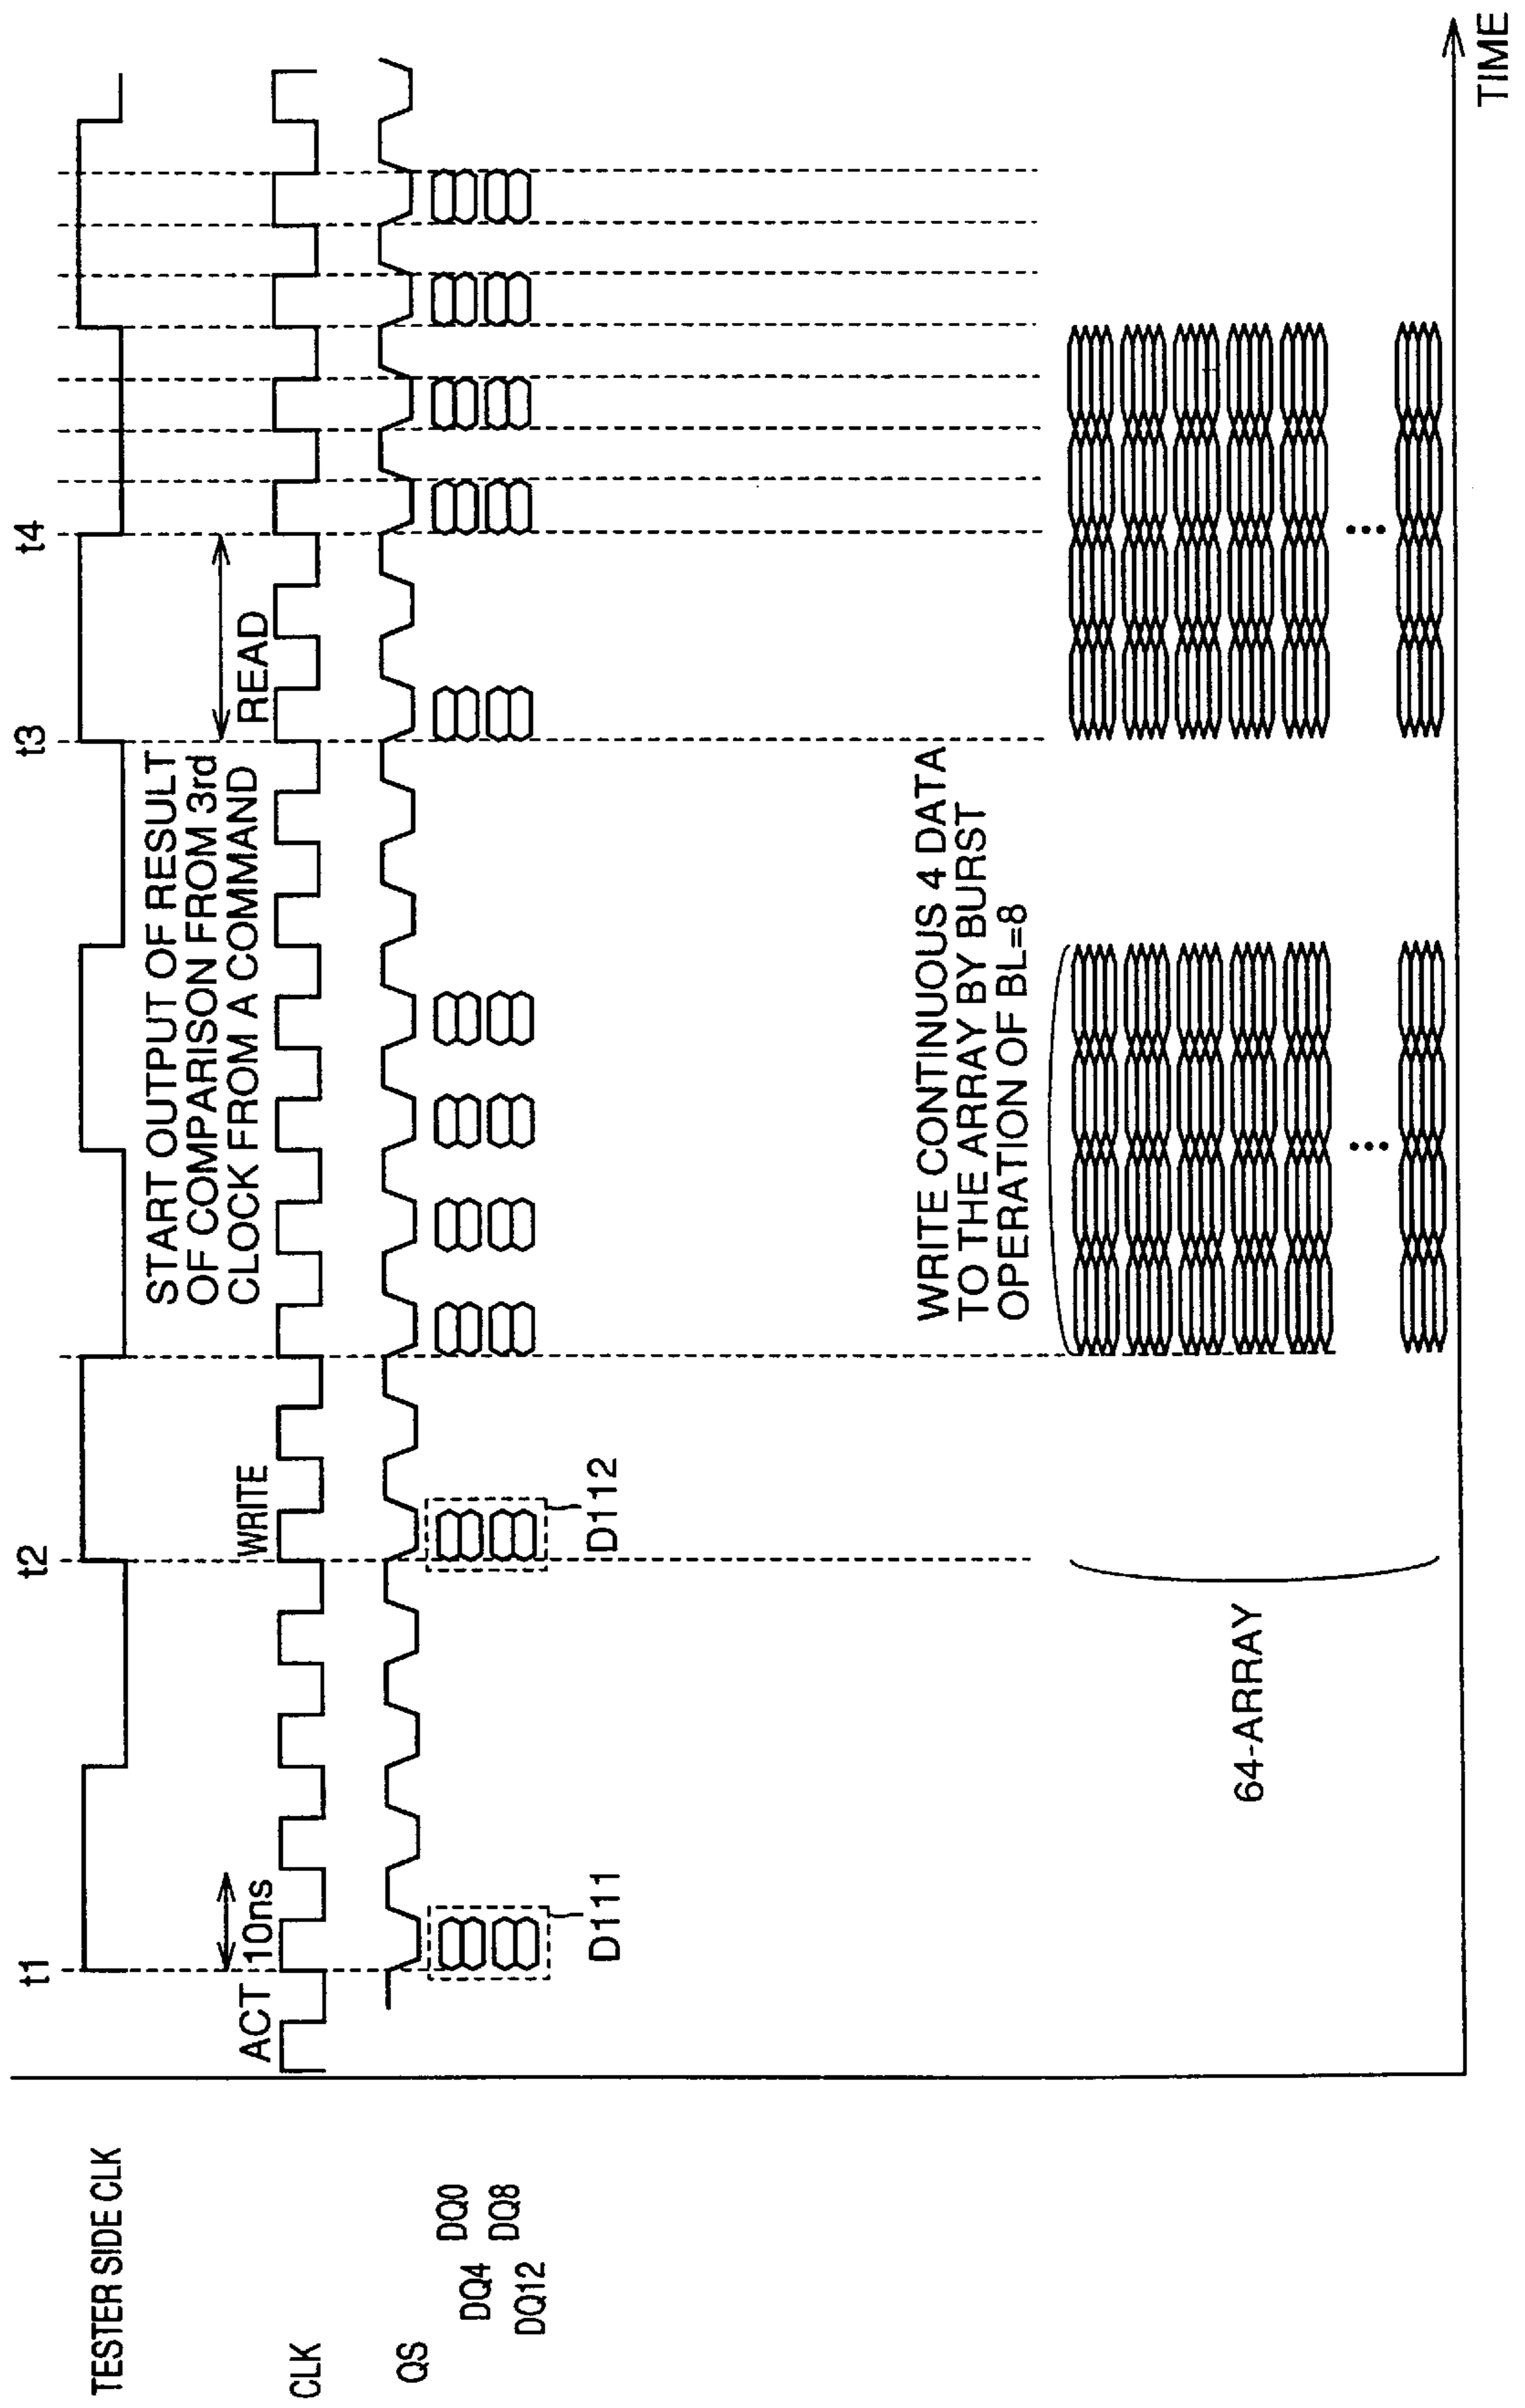 t1
t2
t3
t4
TESTER SIDE CLK
START OUTPUT OF RESULT
OF COMPARISON FROM 3rd
CLOCK FROM A COMMAND
ACT
10ns
WRITE
READ
CLK
QS
DQ0
DQ4
DQ8
DQ12
D111
D112
WRITE CONTINUOUS 4 DATA
TO THE ARRAY BY BURST
OPERATION OF BL=8
64-ARRAY
TIME